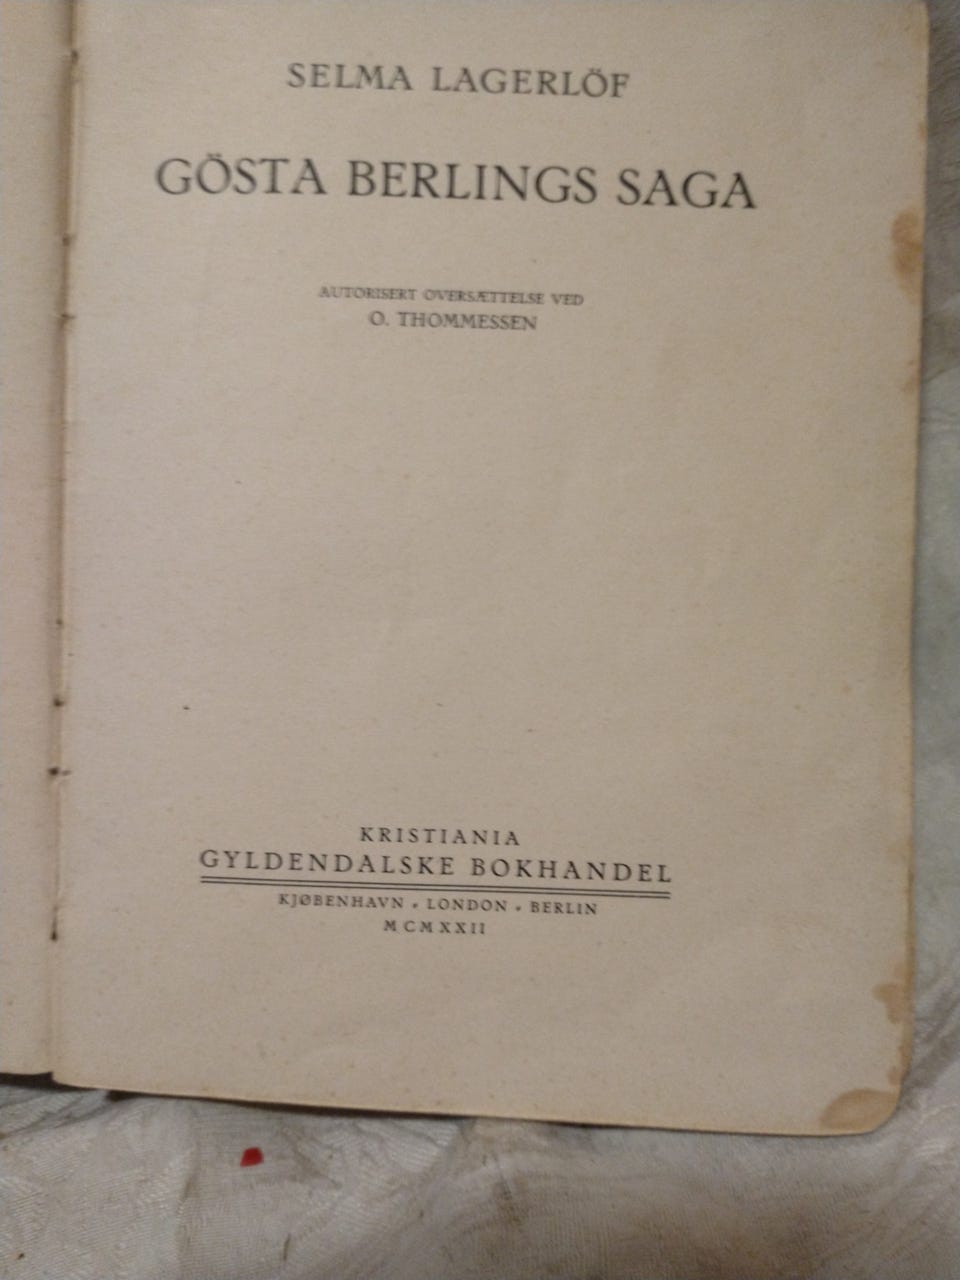 SELMA LAGERLÖF
GÖSTA BERLINGS SAGA
AUTORISERT OVERSÆTTELSE VED
O. THOMMESSEN
KRISTIANIA
GYLDENDALSKE BOKHANDEL
KJØBENHAVN • LONDON • BERLIN
MCMXXII